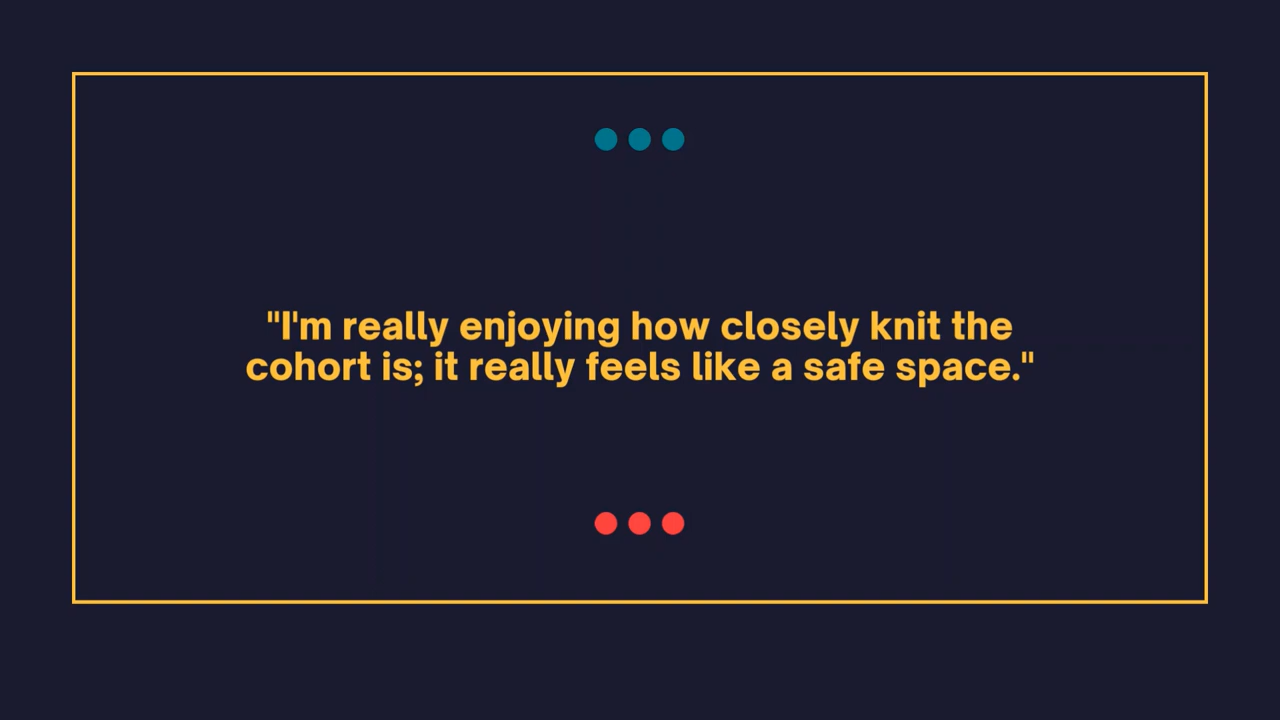 "I'm really enjoying how closely knit the
cohort is; it really feels like a safe space."